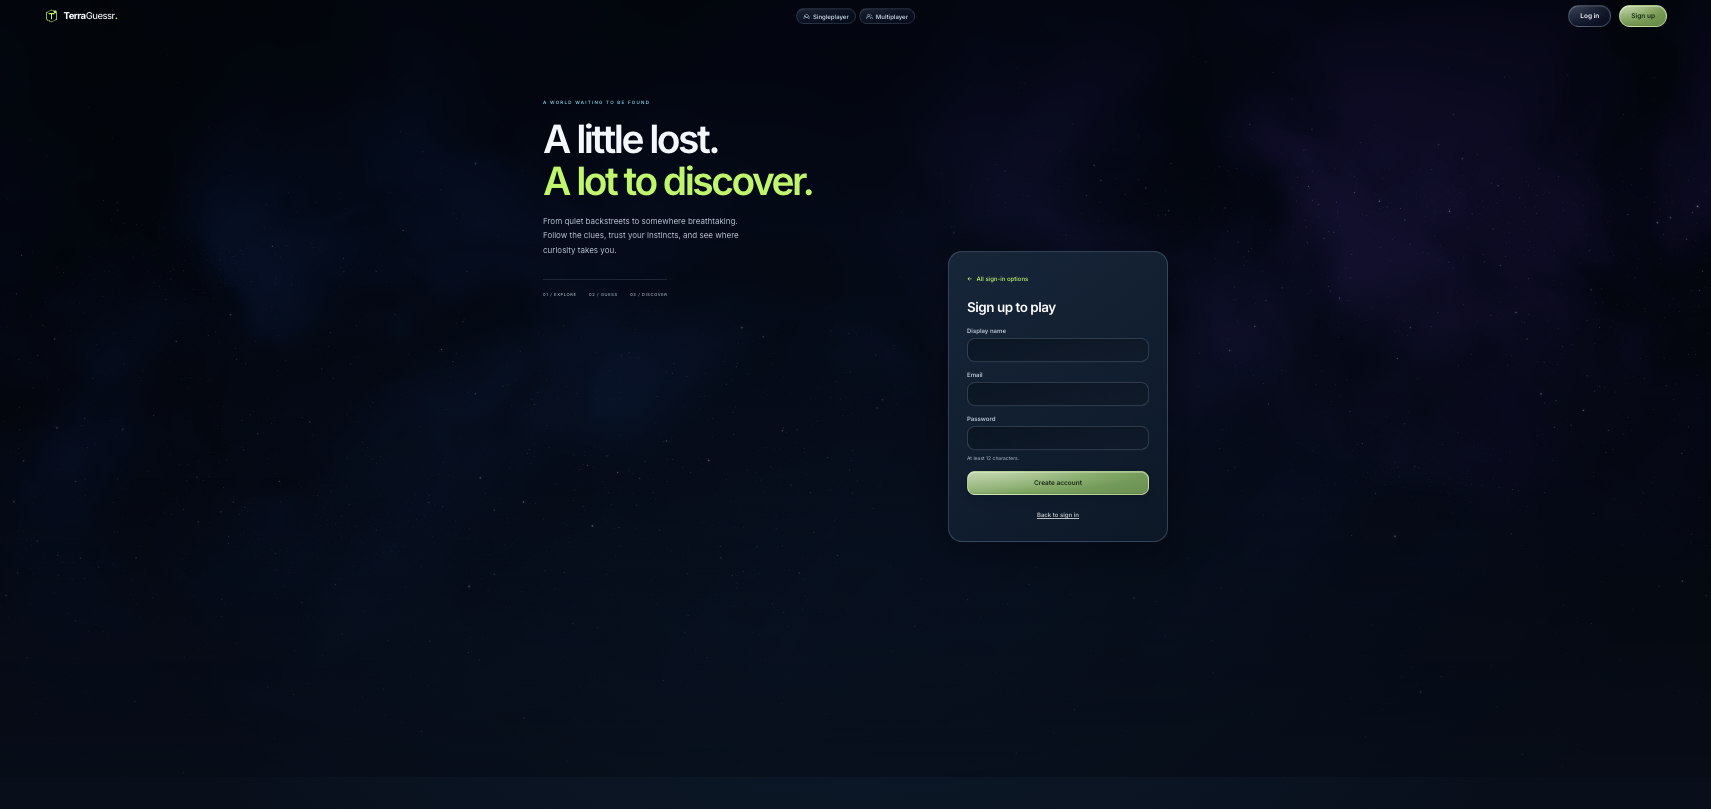 TerraGuessr.
Singleplayer
Multiplayer
Log in
Sign up
A WORLD WAITING TO BE FOUND
A little lost.
A lot to discover.
From quiet backstreets to somewhere breathtaking.
Follow the clues, trust your instincts, and see where
curiosity takes you.
01 / EXPLORE
02 / GUESS
03 / DISCOVER
← All sign-in options
Sign up to play
Display name
Email
Password
At least 12 characters.
Create account
Back to sign in